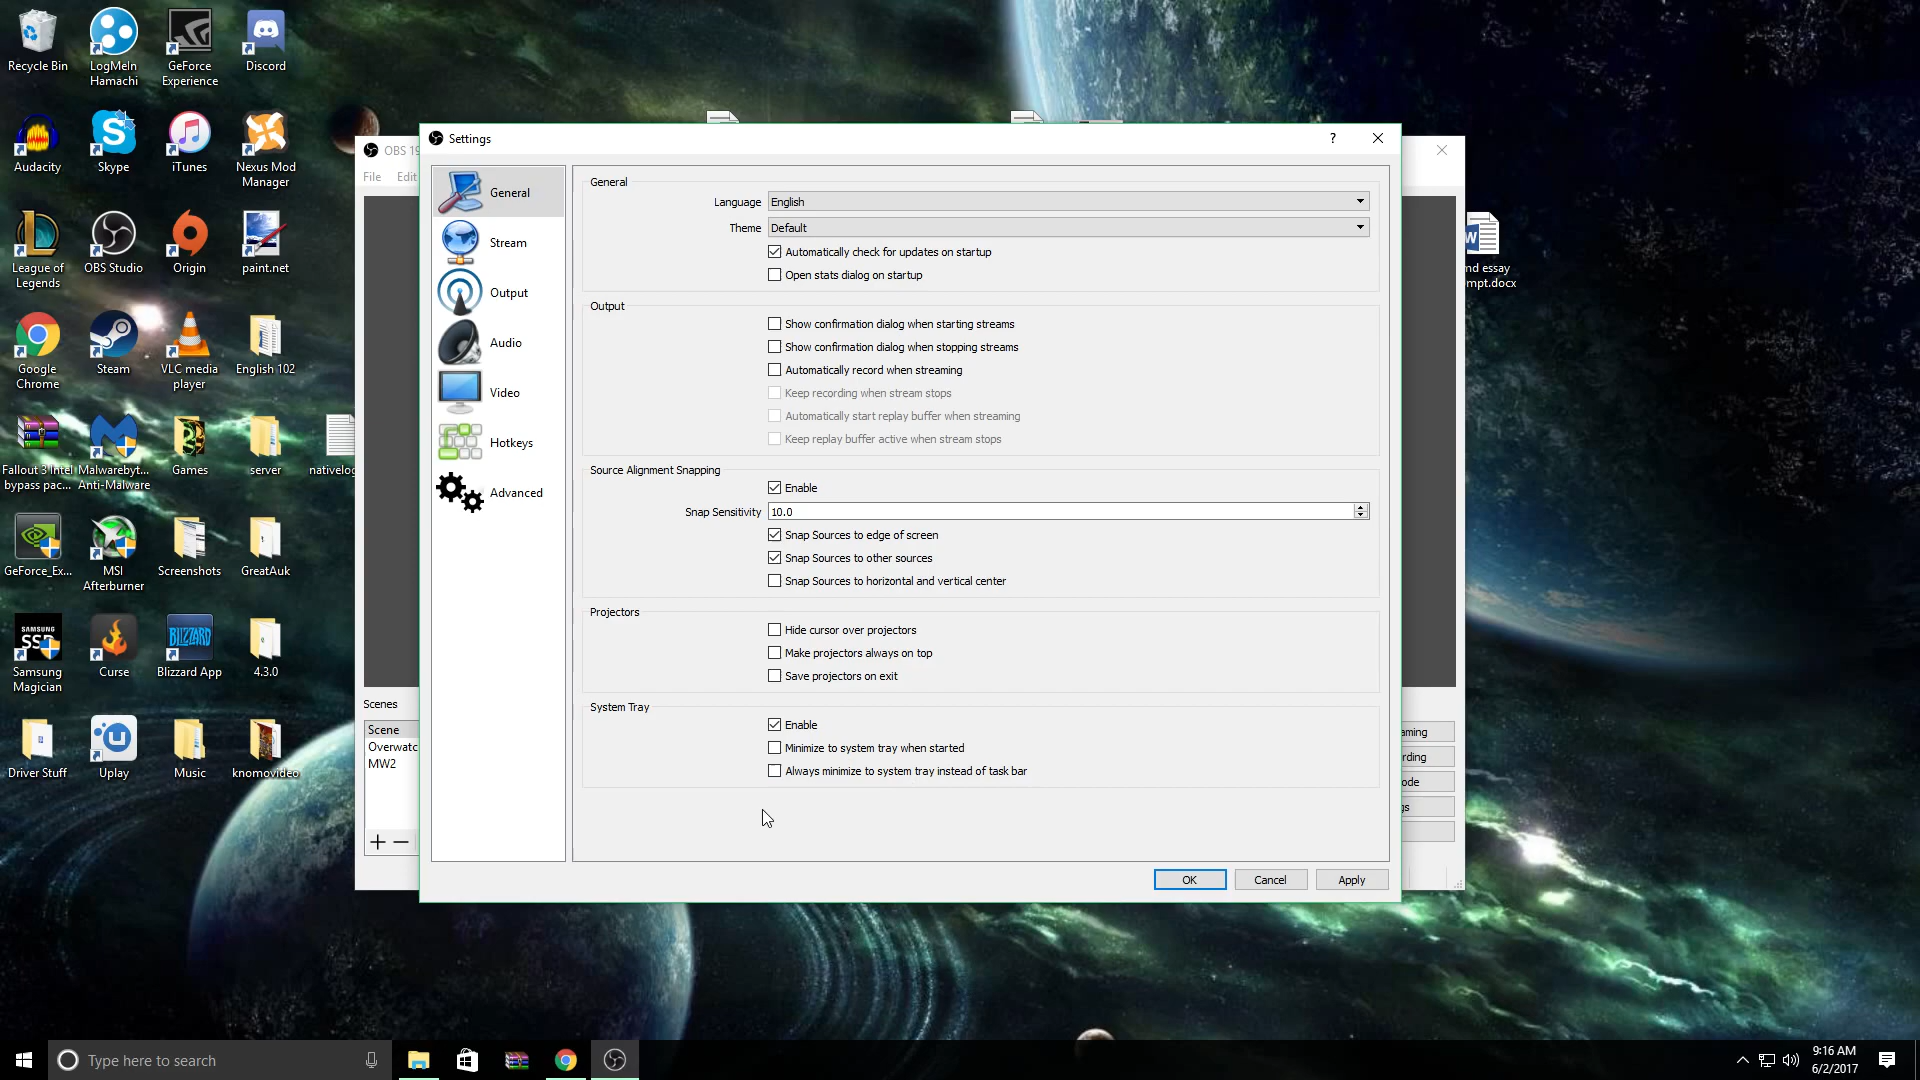 Recycle Bin
LogMeIn
Hamachi
GeForce
Experience
Discord
Audacity
Skype
iTunes
Nexus Mod
Manager
League of
Legends
OBS Studio
Origin
paint.net
Google
Chrome
Steam
VLC media
player
English 102
Fallout 3 Intel
bypass pac...
Malwarebyt...
Anti-Malware
Games
server
nativelog
GeForce_Ex...
MSI
Afterburner
Screenshots
GreatAuk
SAMSUNG
SSD
Samsung
Magician
Curse
BLIZZARD
Blizzard App
4.3.0
Driver Stuff
Uplay
Music
knomovideo
nd essay
mpt.docx
OBS 19
File Edit
Scenes
Scene
Overwatc
MW2
aming
rding
ode
gs
Settings
?
General
Stream
Output
Audio
Video
Hotkeys
Advanced
General
Language English
Theme Default
Automatically check for updates on startup
Open stats dialog on startup
Output
Show confirmation dialog when starting streams
Show confirmation dialog when stopping streams
Automatically record when streaming
Keep recording when stream stops
Automatically start replay buffer when streaming
Keep replay buffer active when stream stops
Source Alignment Snapping
Enable
Snap Sensitivity 10.0
Snap Sources to edge of screen
Snap Sources to other sources
Snap Sources to horizontal and vertical center
Projectors
Hide cursor over projectors
Make projectors always on top
Save projectors on exit
System Tray
Enable
Minimize to system tray when started
Always minimize to system tray instead of task bar
OK Cancel Apply
Type here to search
9:16 AM
6/2/2017